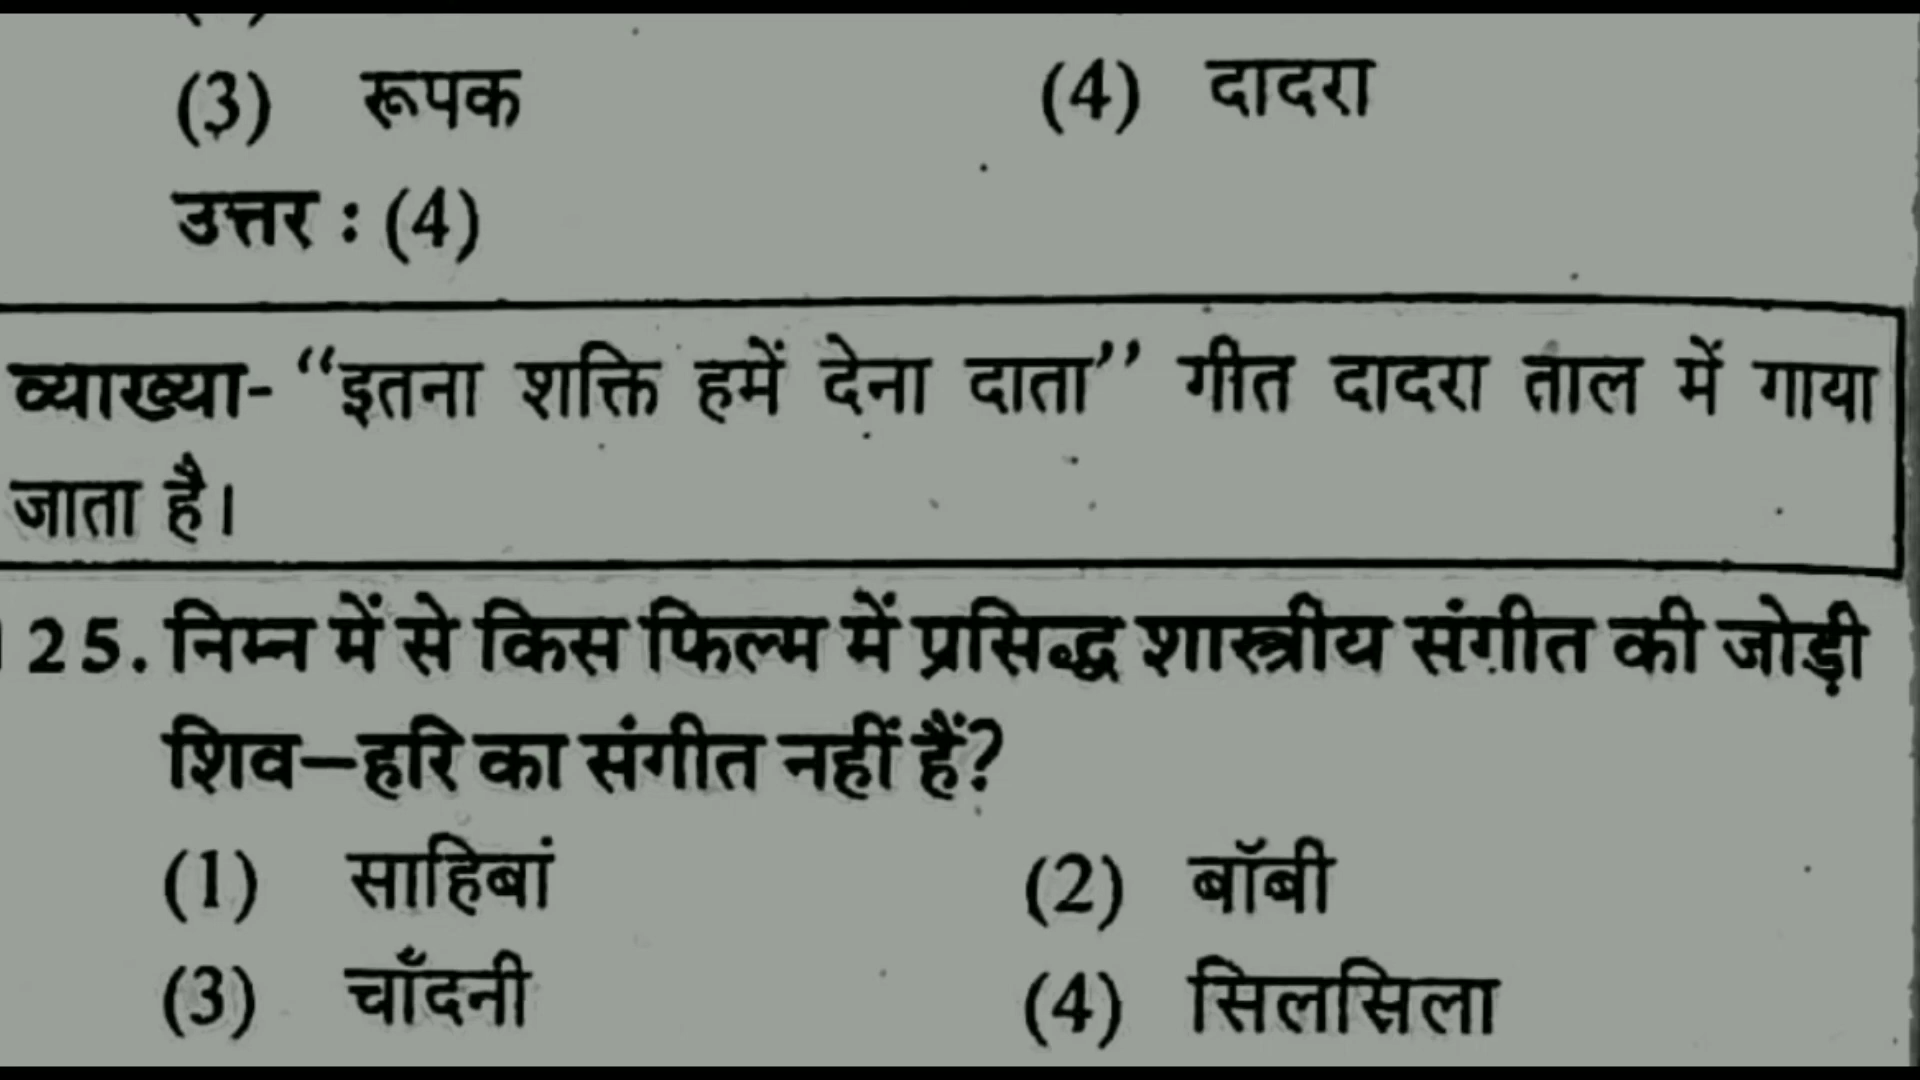 (3) रूपक (4) दादरा
उत्तर : (4)
व्याख्या- “इतना शक्ति हमें देना दाता” गीत दादरा ताल में गाया
जाता है।
25. निम्न में से किस फिल्म में प्रसिद्ध शास्त्रीय संगीत की जोड़ी
शिव–हरि का संगीत नहीं हैं?
(1) साहिबां (2) बॉबी
(3) चाँदनी (4) सिलसिला